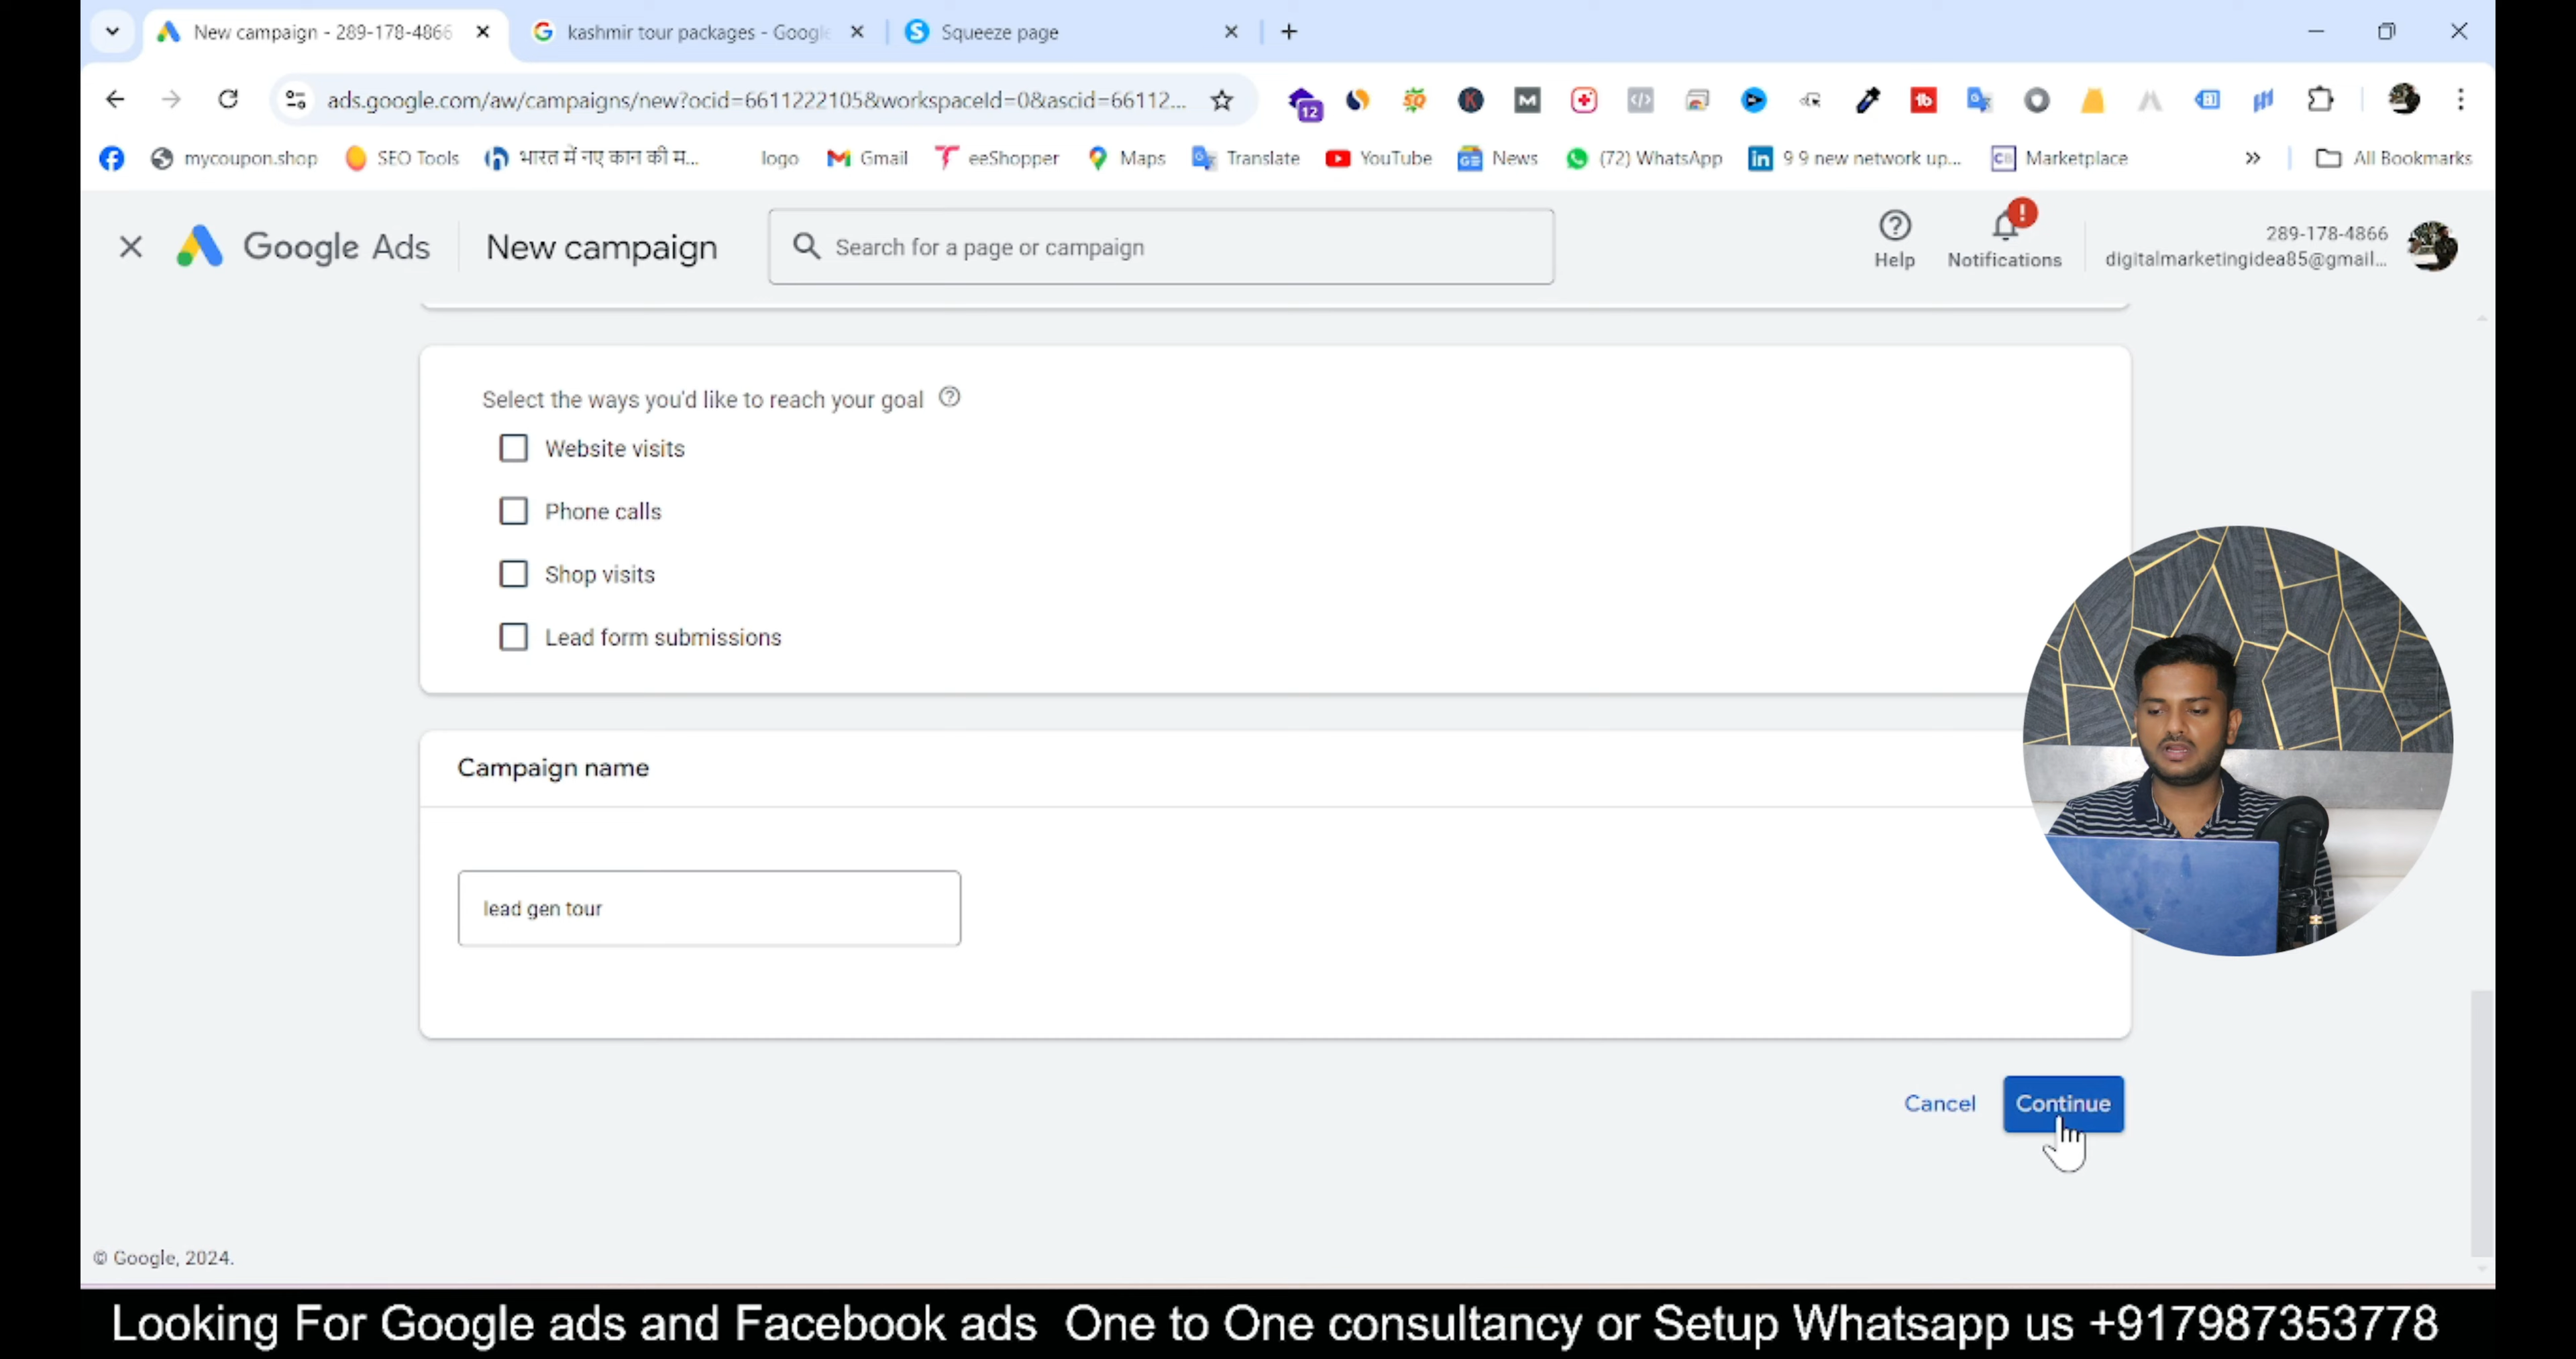 New campaign - 289-178-4866
kashmir tour packages - Google
Squeeze page
ads.google.com/aw/campaigns/new?ocid=6611222105&workspaceId=0&ascid=66112...
12
mycoupon.shop
SEO Tools
भारत में नए कान की म...
logo
Gmail
eeShopper
Maps
Translate
YouTube
News
(72) WhatsApp
9 9 new network up...
Marketplace
All Bookmarks
Google Ads
New campaign
Search for a page or campaign
Help
Notifications
289-178-4866
digitalmarketingidea85@gmail...
Select the ways you'd like to reach your goal
Website visits
Phone calls
Shop visits
Lead form submissions
Campaign name
lead gen tour
Cancel
Continue
© Google, 2024.
Looking For Google ads and Facebook ads One to One consultancy or Setup Whatsapp us +917987353778